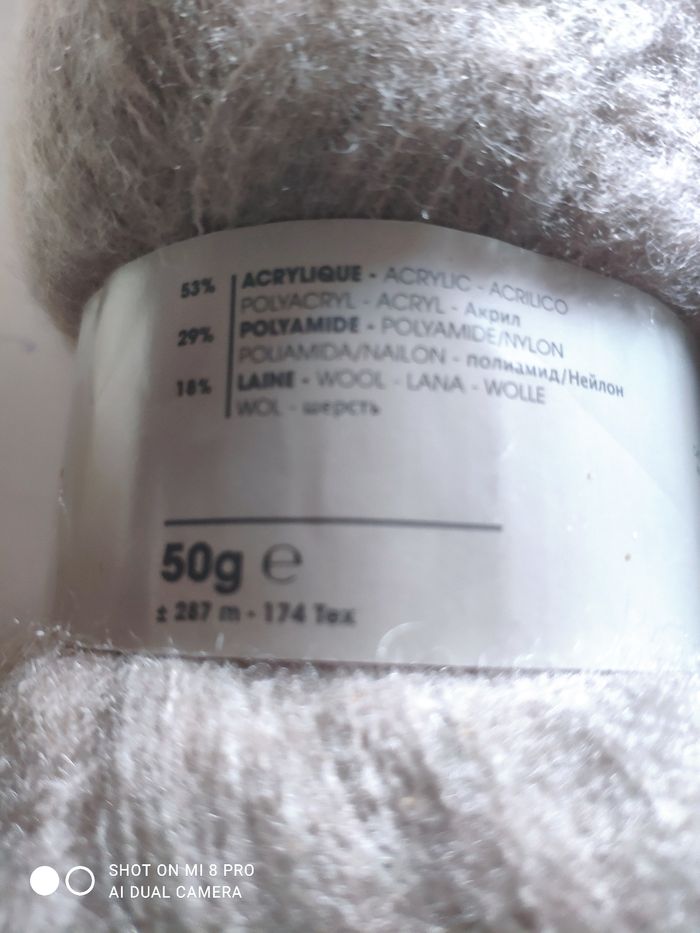 53% ACRYLIQUE - ACRYLIC - ACRILICO
POLYACRYL - ACRYL - Акрил
29% POLYAMIDE - POLYAMIDE/NYLON
POLIAMIDA/NAILON - полиамид/Нейлон
18% LAINE - WOOL - LANA - WOLLE
WOL - шерсть
50g ℮
± 287 m - 174 Tex
SHOT ON MI 8 PRO
AI DUAL CAMERA